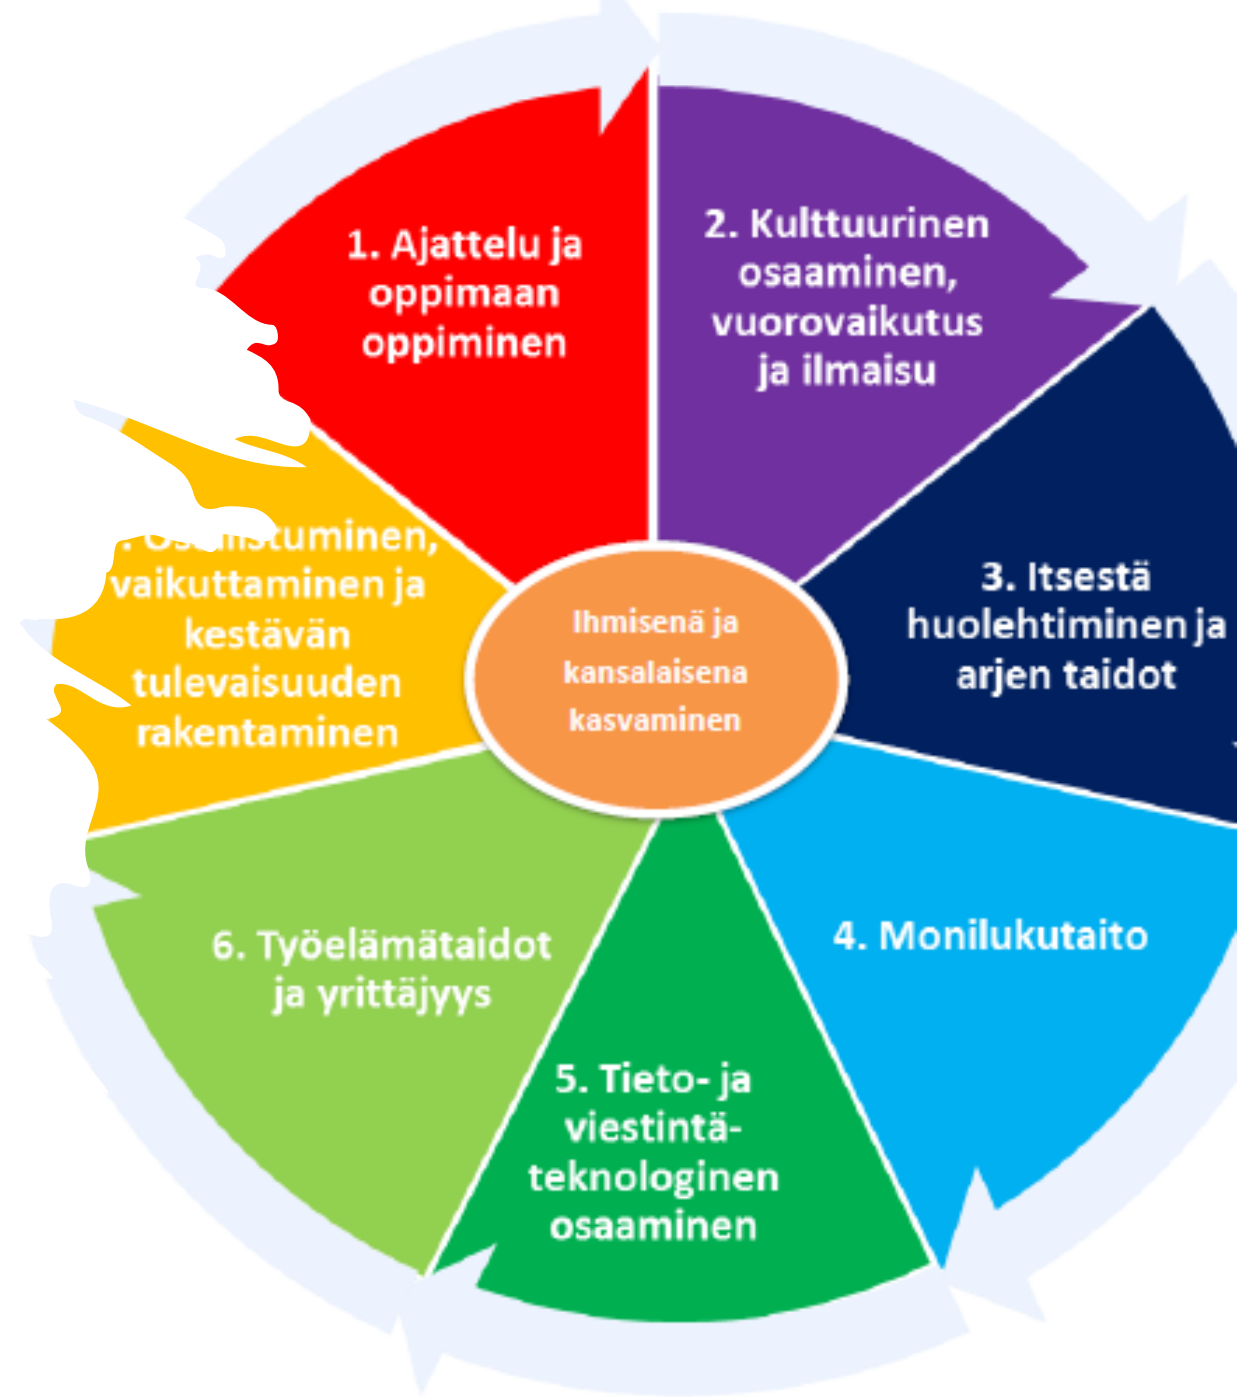 1. Ajattelu ja
oppimaan
oppiminen
2. Kulttuurinen
osaaminen,
vuorovaikutus
ja ilmaisu
3. Itsestä
huolehtiminen ja
arjen taidot
4. Monilukutaito
5. Tieto- ja
viestintä-
teknologinen
osaaminen
6. Työelämätaidot
ja yrittäjyys
vaikuttaminen ja
kestävän
tulevaisuuden
rakentaminen
Ihmisenä ja
kansalaisena
kasvaminen